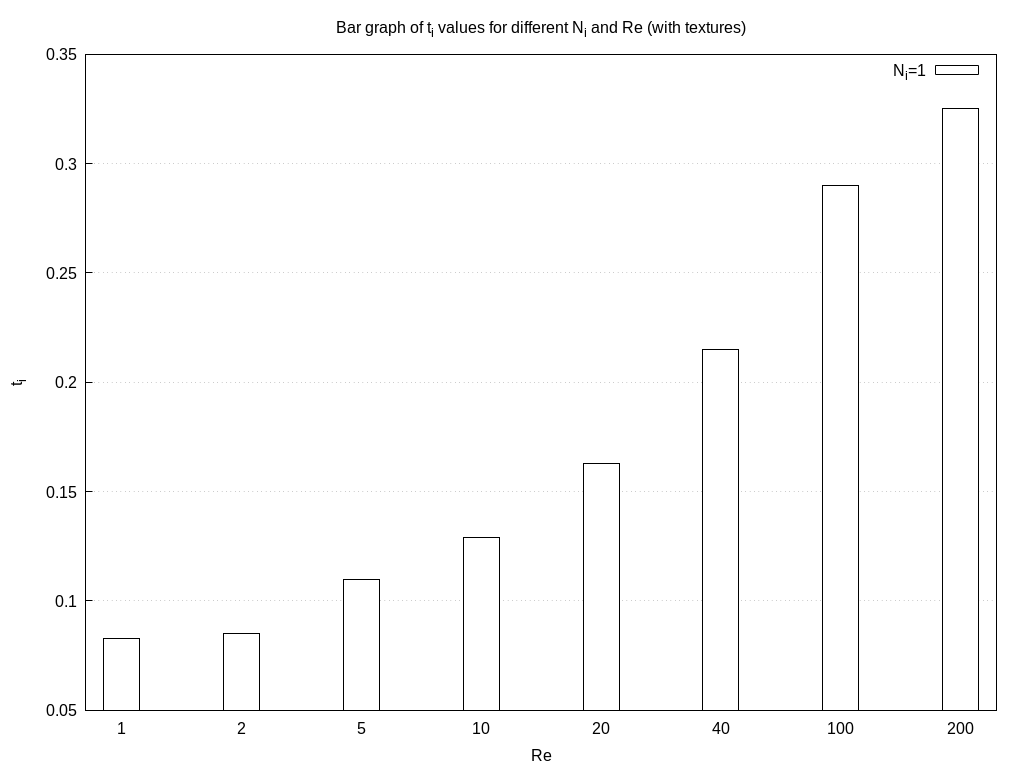 Bar graph of tᵢ values for different Nᵢ and Re (with textures)
0.35
Nᵢ=1
0.3
0.25
0.2
tᵢ
0.15
0.1
0.05
1 2 5 10 20 40 100 200
Re